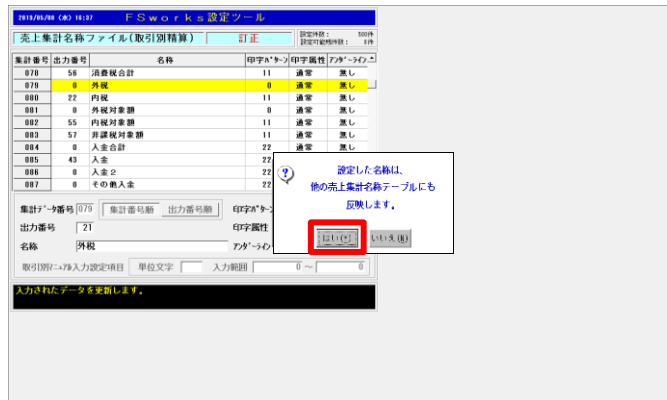 2019/05/08 (水) 16:37 FSworks設定ツール
売上集計名称ファイル(取引別精算) 訂正 設定件数: 500件
設定可能残件数: 0件
集計番号 出力番号 名称 印字パターン 印字属性 アンダーライン
078 56 消費税合計 11 通常 無し
079 0 外税 0 通常 無し
080 22 内税 11 通常 無し
081 0 外税対象額 0 通常 無し
082 55 内税対象額 11 通常 無し
083 57 非課税対象額 11 通常 無し
084 0 入金合計 22 通常 無し
085 43 入金 22
086 0 入金2 22
087 0 その他入金 22
設定した名称は、
他の売上集計名称テーブルにも
反映します。
はい(Y) いいえ(N)
集計データ番号 079 集計番号順 出力番号順 印字パターン
出力番号 21 印字属性
名称 外税 アンダーライン
取引別マニュアル入力設定項目 単位文字 入力範囲 0 ~ 0
入力されたデータを更新します。